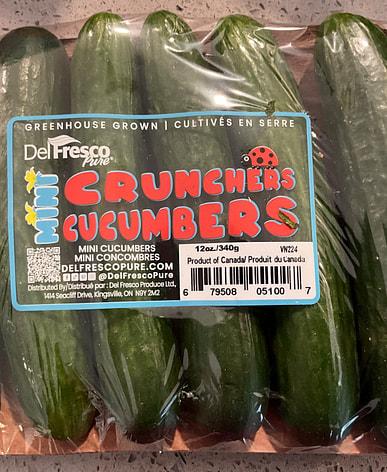 GREENHOUSE GROWN | CULTIVÉS EN SERRE
DelFresco
Pure®
MINI
CRUNCHERS
CUCUMBERS
MINI CUCUMBERS
MINI CONCOMBRES
DELFRESCOPURE.COM
@DelFrescoPure
Distributed By/Distribué par : Del Fresco Produce Ltd.,
1414 Seacliff Drive, Kingsville, ON N9Y 2M2
12oz./340g VN224
Product of Canada/ Produit du Canada
6 79508 05100 7